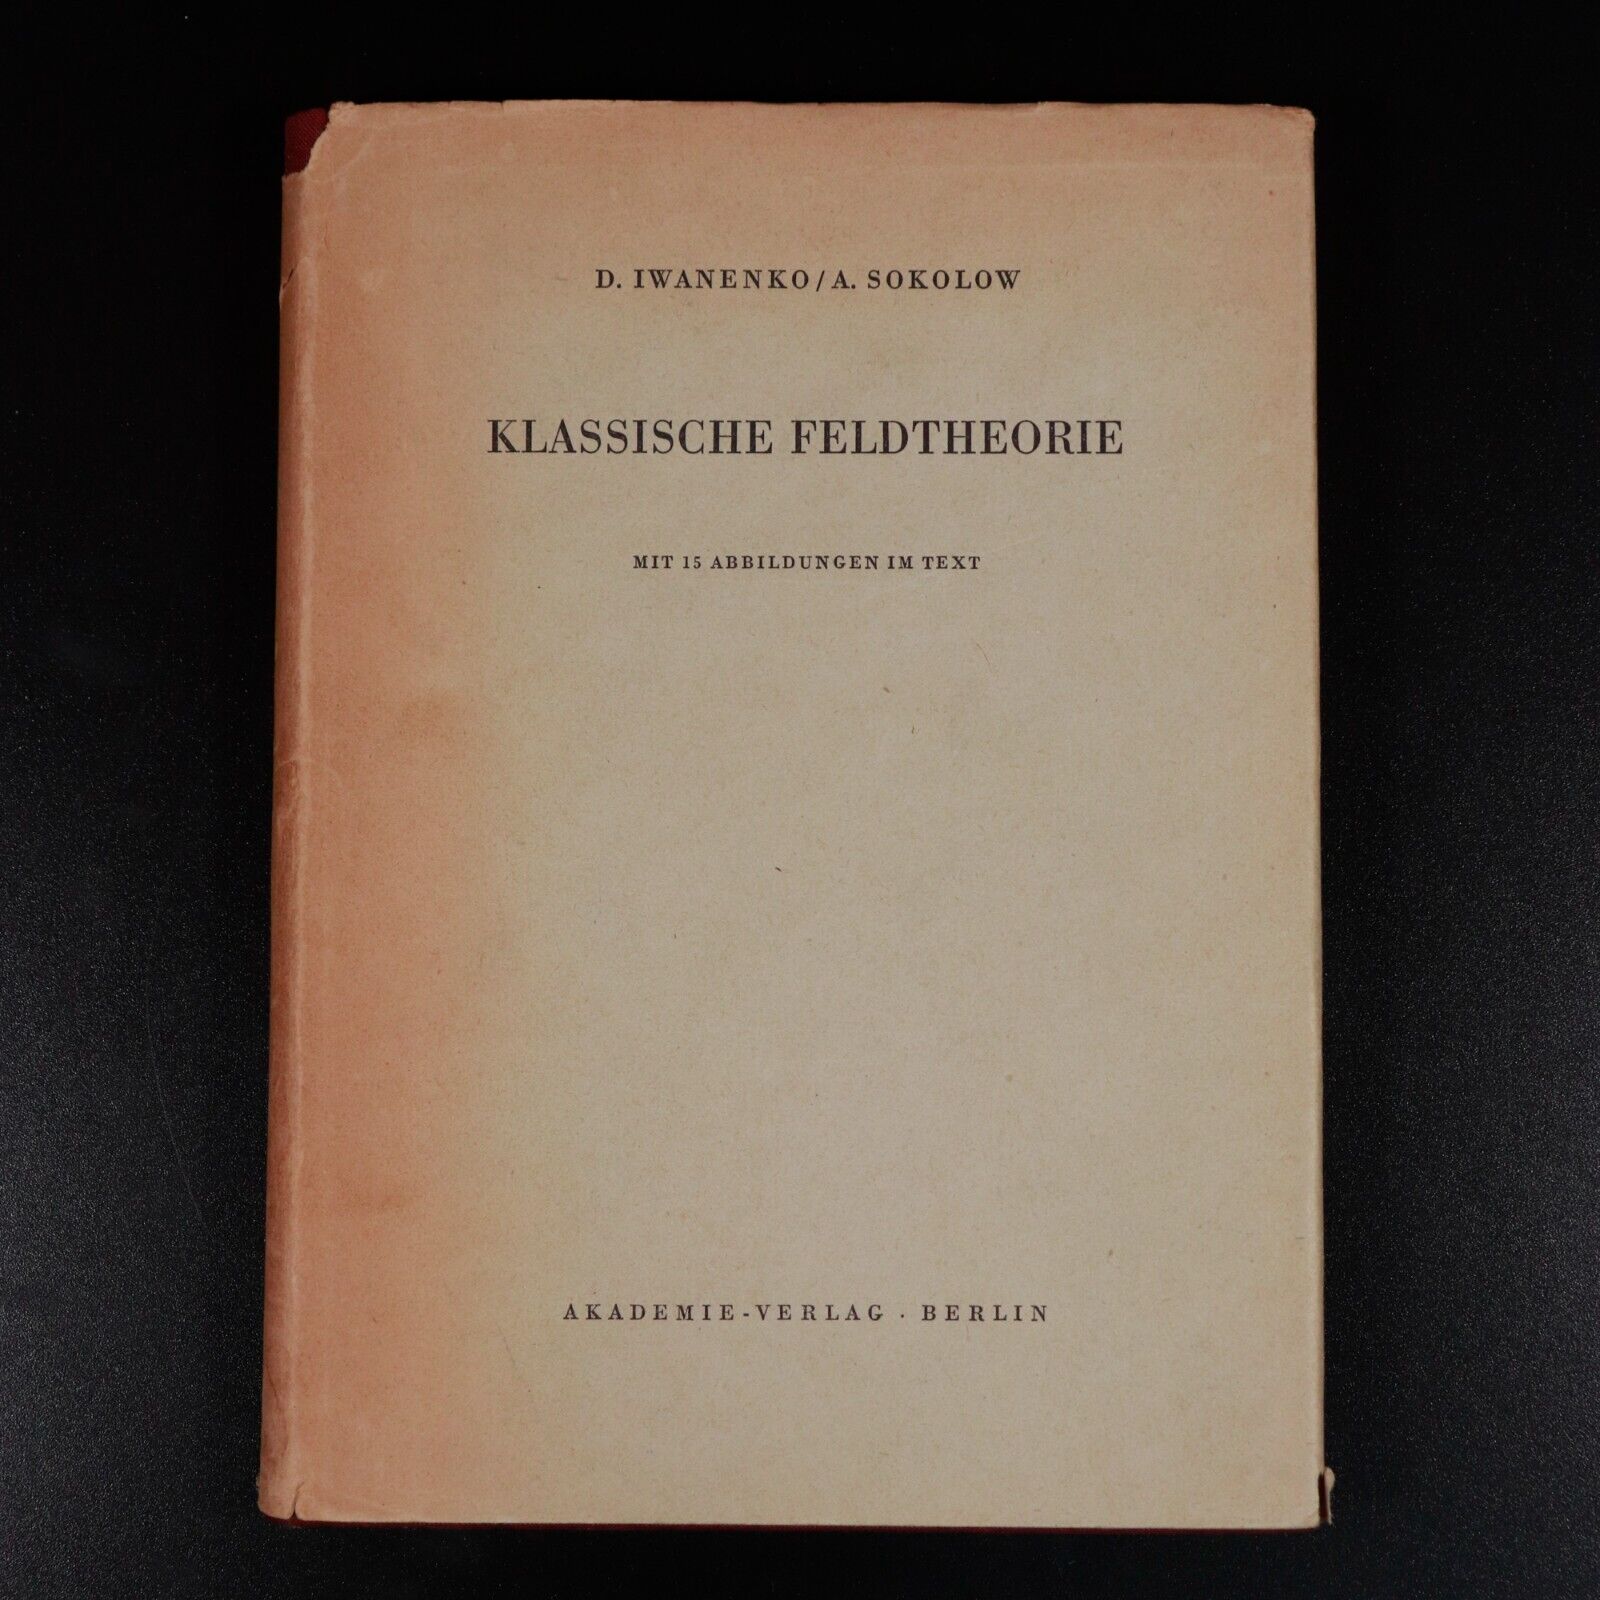 D. IWANENKO/A. SOKOLOW
KLASSISCHE FELDTHEORIE
MIT 15 ABBILDUNGEN IM TEXT
AKADEMIE-VERLAG · BERLIN